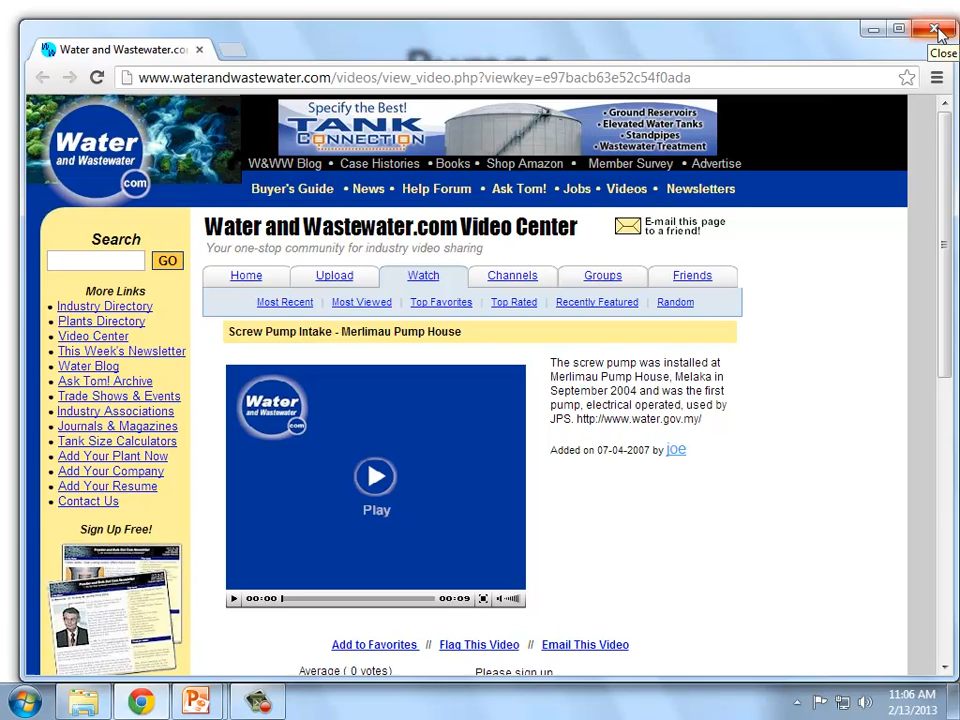 Water and Wastewater.co
Close
www.waterandwastewater.com/videos/view_video.php?viewkey=e97bacb63e52c54f0ada
Water
and Wastewater
com
Specify the Best!
TANK
CONNECTION
•Ground Reservoirs
•Elevated Water Tanks
•Standpipes
•Wastewater Treatment
W&WW Blog • Case Histories • Books • Shop Amazon • Member Survey • Advertise
Buyer's Guide • News • Help Forum • Ask Tom! • Jobs • Videos • Newsletters
Search
GO
More Links
• Industry Directory
• Plants Directory
• Video Center
• This Week's Newsletter
• Water Blog
• Ask Tom! Archive
• Trade Shows & Events
• Industry Associations
• Journals & Magazines
• Tank Size Calculators
• Add Your Plant Now
• Add Your Company
• Add Your Resume
• Contact Us
Sign Up Free!
Water and Wastewater.com Video Center
Your one-stop community for industry video sharing
E-mail this page
to a friend!
Home Upload Watch Channels Groups Friends
Most Recent | Most Viewed | Top Favorites | Top Rated | Recently Featured | Random
Screw Pump Intake - Merlimau Pump House
Water
and Wastewater
com
Play
00:00 00:09
The screw pump was installed at
Merlimau Pump House, Melaka in
September 2004 and was the first
pump, electrical operated, used by
JPS. http://www.water.gov.my/
Added on 07-04-2007 by joe
Add to Favorites // Flag This Video // Email This Video
Average ( 0 votes)
Please sign up
11:06 AM
2/13/2013